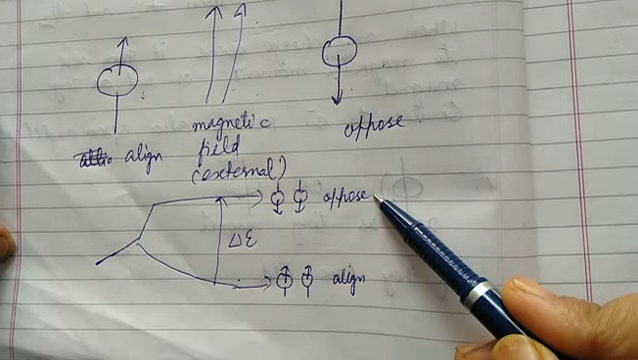 align
magnetic
field
(external)
oppose
oppose
ΔE
align